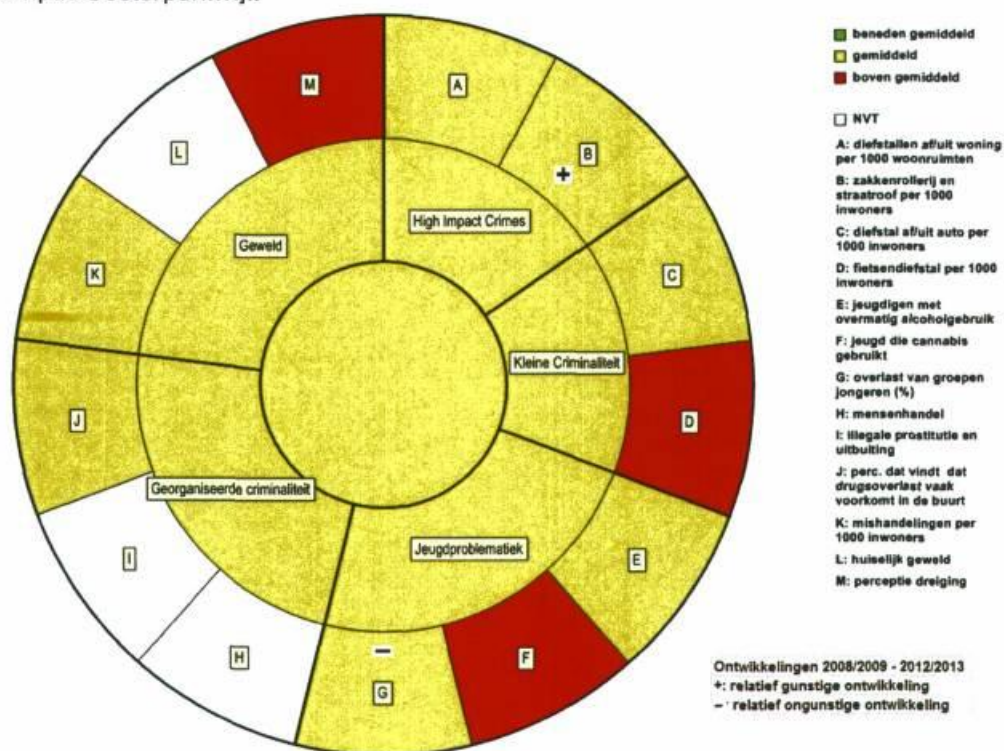 M
A
L
B
+
High Impact Crimes
Geweld
K
C
Kleine Criminaliteit
J
D
Georganiseerde criminaliteit
Jeugdproblematiek
I
E
H
–
F
G
beneden gemiddeld
gemiddeld
boven gemiddeld
NVT
A: diefstallen af/uit woning
per 1000 woonruimten
B: zakkenrollerij en
straatroof per 1000
inwoners
C: diefstal af/uit auto per
1000 inwoners
D: fietsendiefstal per 1000
inwoners
E: jeugdigen met
overmatig alcoholgebruik
F: jeugd die cannabis
gebruikt
G: overlast van groepen
jongeren (%)
H: mensenhandel
I: illegale prostitutie en
uitbuiting
J: perc. dat vindt dat
drugsoverlast vaak
voorkomt in de buurt
K: mishandelingen per
1000 inwoners
L: huiselijk geweld
M: perceptie dreiging
Ontwikkelingen 2008/2009 - 2012/2013
+: relatief gunstige ontwikkeling
–: relatief ongunstige ontwikkeling